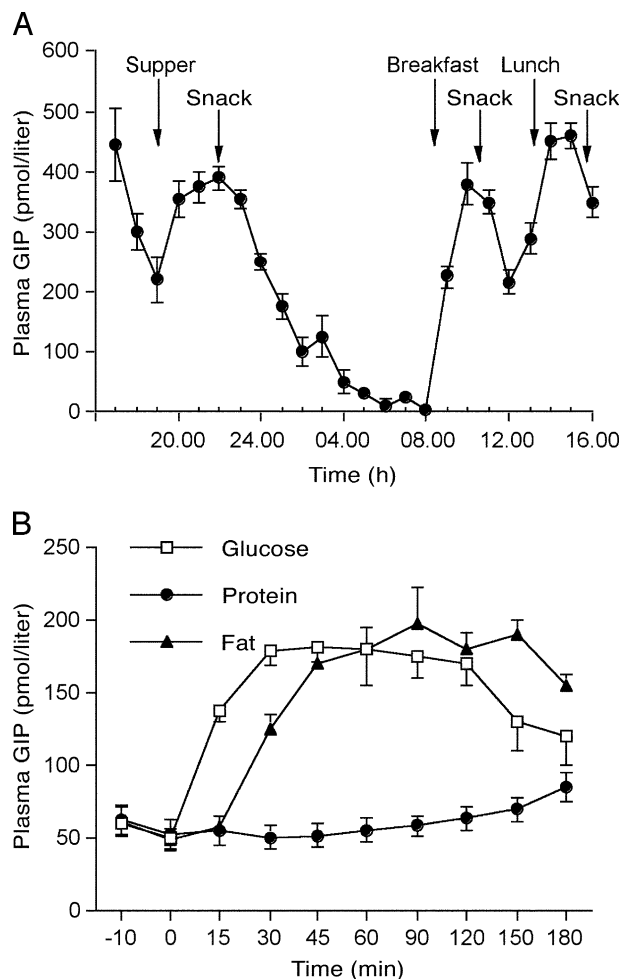 A
Plasma GIP (pmol/liter)
600
500
400
300
200
100
0
Supper
Snack
Breakfast
Snack
Lunch
Snack
20.00 24.00 04.00 08.00 12.00 16.00
Time (h)
B
Plasma GIP (pmol/liter)
250
200
150
100
50
0
Glucose
Protein
Fat
-10 0 15 30 45 60 90 120 150 180
Time (min)